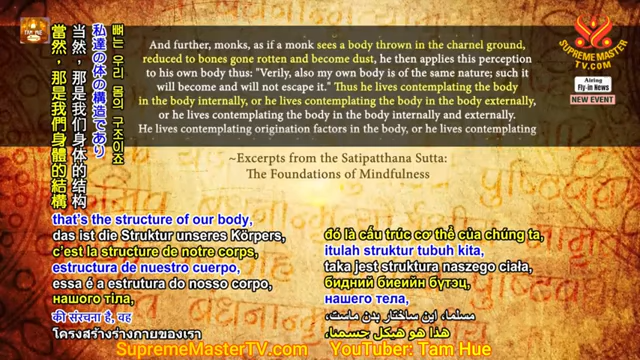 And further, monks, as if a monk sees a body thrown in the charnel ground,
reduced to bones gone rotten and become dust, he then applies this perception
to his own body thus: "Verily, also my own body is of the same nature; such it
will become and will not escape it." Thus he lives contemplating the body
in the body internally, or he lives contemplating the body in the body externally,
or he lives contemplating the body in the body internally and externally.
He lives contemplating origination factors in the body, or he lives contemplating
~Excerpts from the Satipatthana Sutta:
The Foundations of Mindfulness
SUPREME MASTER
TV.COM
Airing
Fly-in News
NEW EVENT
當然，那是我們身體的結構
当然，那是我们身体的结构
私達の体の構造であり
뼈는 우리 몸의 구조이죠
that's the structure of our body,
das ist die Struktur unseres Körpers,
c'est la structure de notre corps,
estructura de nuestro cuerpo,
essa é a estrutura do nosso corpo,
нашого тіла,
की संरचना है, वह
โครงสร้างร่างกายของเรา
đó là cấu trúc cơ thể của chúng ta,
itulah struktur tubuh kita,
taka jest struktura naszego ciała,
бидний биеийн бүтэц,
нашего тела,
مسلما، این ساختار بدن ماست،
هذا هو هيكل جسمنا،
SupremeMasterTV.com
YouTuber: Tam Hue